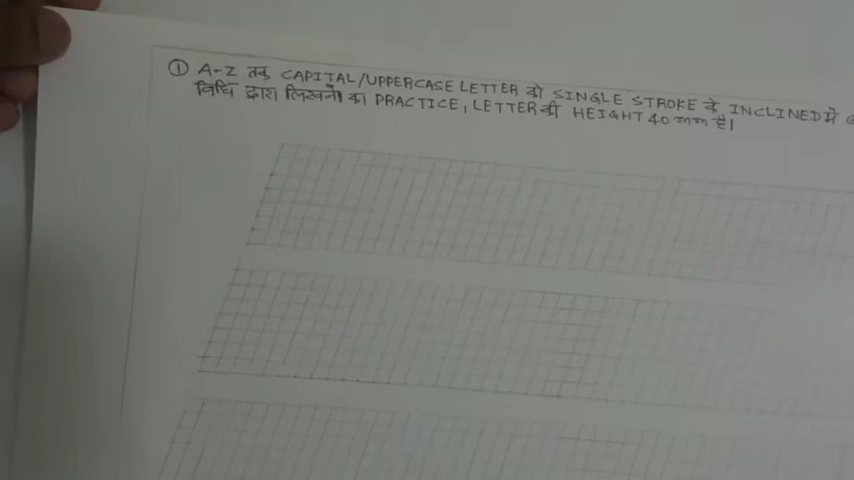 ① A-Z तक CAPITAL/UPPERCASE LETTER को SINGLE STROKE के INCLINED में
विधि द्वारा लिखने का PRACTICE, LETTER की HEIGHT 40 mm है।